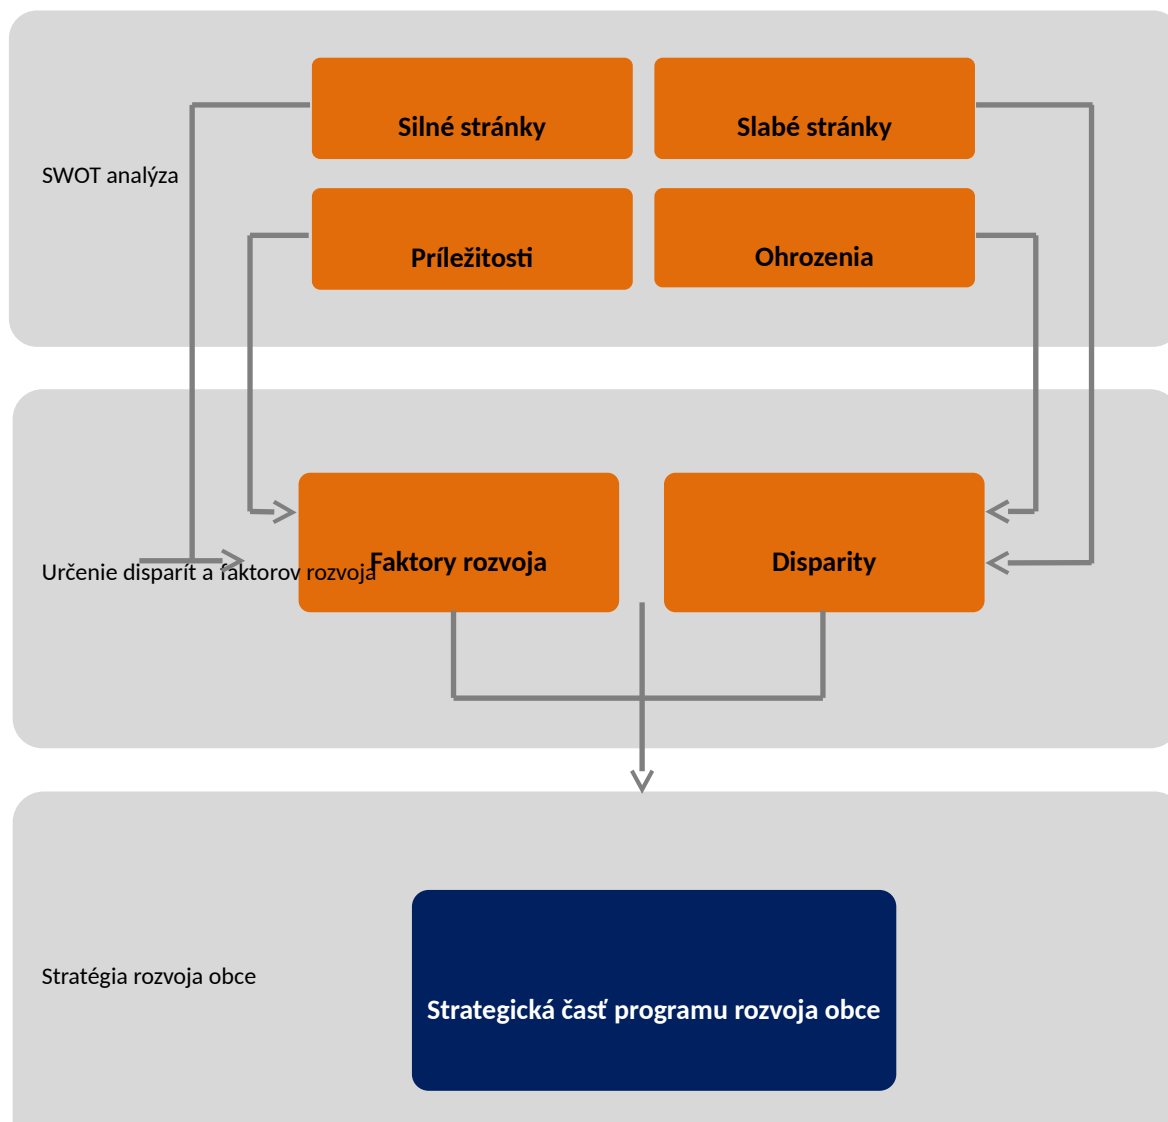 Silné stránky
Slabé stránky
SWOT analýza
Príležitosti
Ohrozenia
Faktory rozvoja
Disparity
Určenie disparít a faktorov rozvoja
Stratégia rozvoja obce
Strategická časť programu rozvoja obce